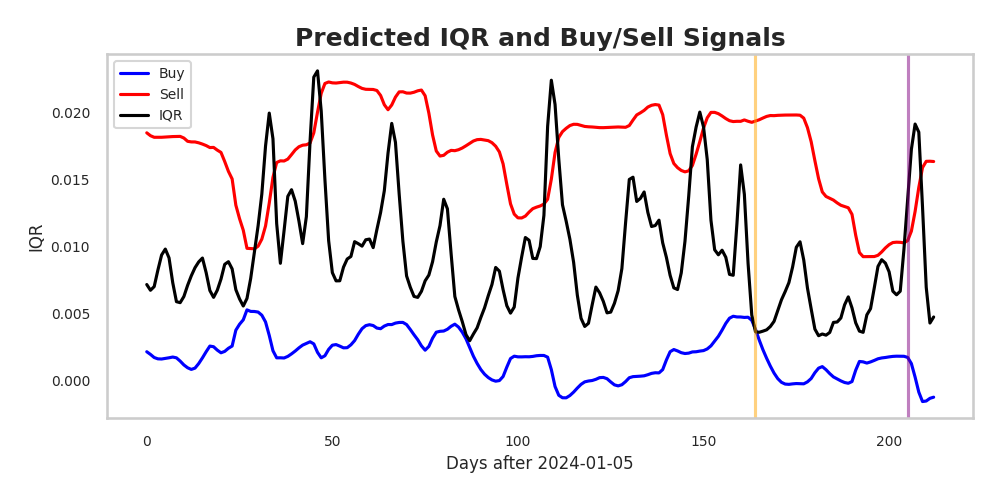 Predicted IQR and Buy/Sell Signals
Buy
Sell
IQR
0.020
0.015
0.010
0.005
0.000
IQR
0
50
100
150
200
Days after 2024-01-05